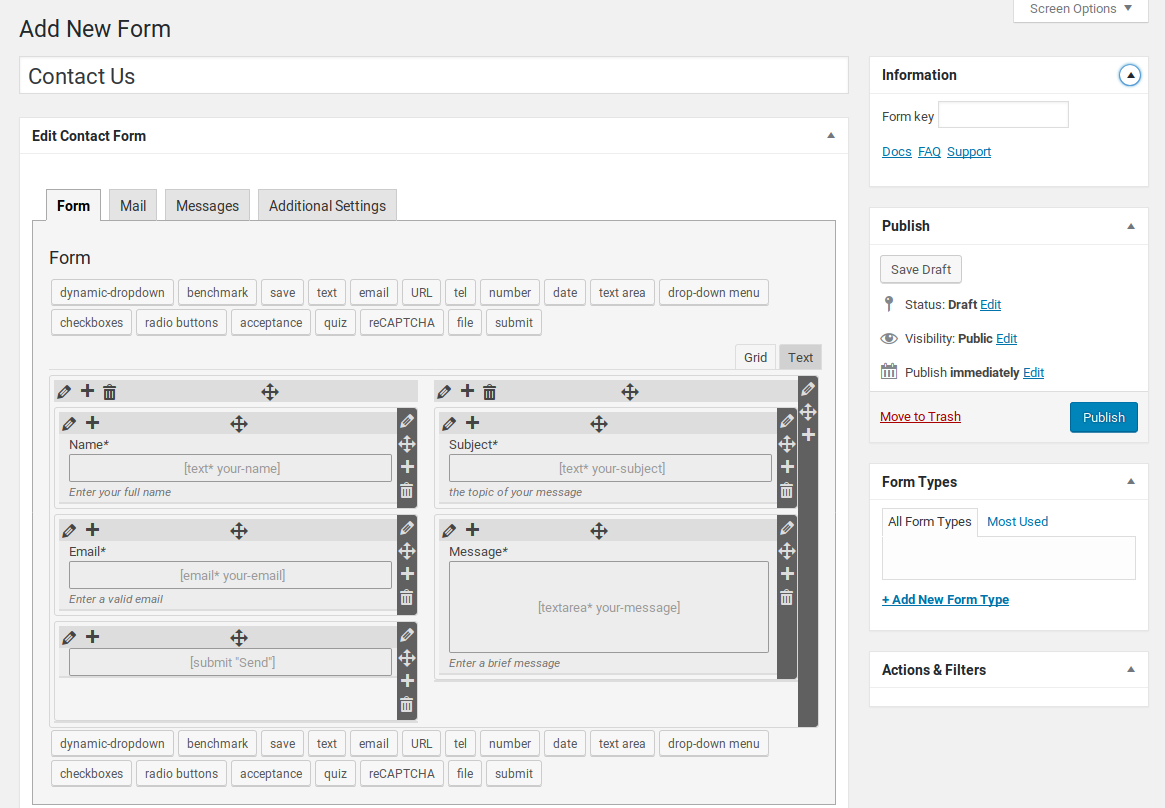 Screen Options
Add New Form
Contact Us
Edit Contact Form
Form Mail Messages Additional Settings
Form
dynamic-dropdown benchmark save text email URL tel number date text area drop-down menu
checkboxes radio buttons acceptance quiz reCAPTCHA file submit
Grid Text
Name*
[text* your-name]
Enter your full name
Email*
[email* your-email]
Enter a valid email
[submit "Send"]
Subject*
[text* your-subject]
the topic of your message
Message*
[textarea* your-message]
Enter a brief message
dynamic-dropdown benchmark save text email URL tel number date text area drop-down menu
checkboxes radio buttons acceptance quiz reCAPTCHA file submit
Information
Form key
Docs FAQ Support
Publish
Save Draft
Status: Draft Edit
Visibility: Public Edit
Publish immediately Edit
Move to Trash Publish
Form Types
All Form Types Most Used
+ Add New Form Type
Actions & Filters